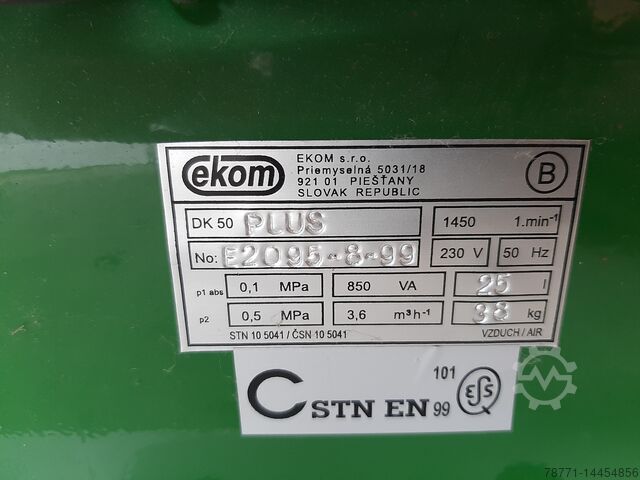 ekom
EKOM s.r.o.
Priemyselná 5031/18
921 01 PIEŠŤANY
SLOVAK REPUBLIC
B
DK 50 PLUS 1450 1.min-¹
No: E2095-8-99 230 V 50 Hz
p1 abs 0,1 MPa 850 VA 25 l
p2 0,5 MPa 3,6 m³h-¹ 38 kg
STN 10 5041 / ČSN 10 5041 VZDUCH / AIR
C STN EN 101 99
78771-14454856